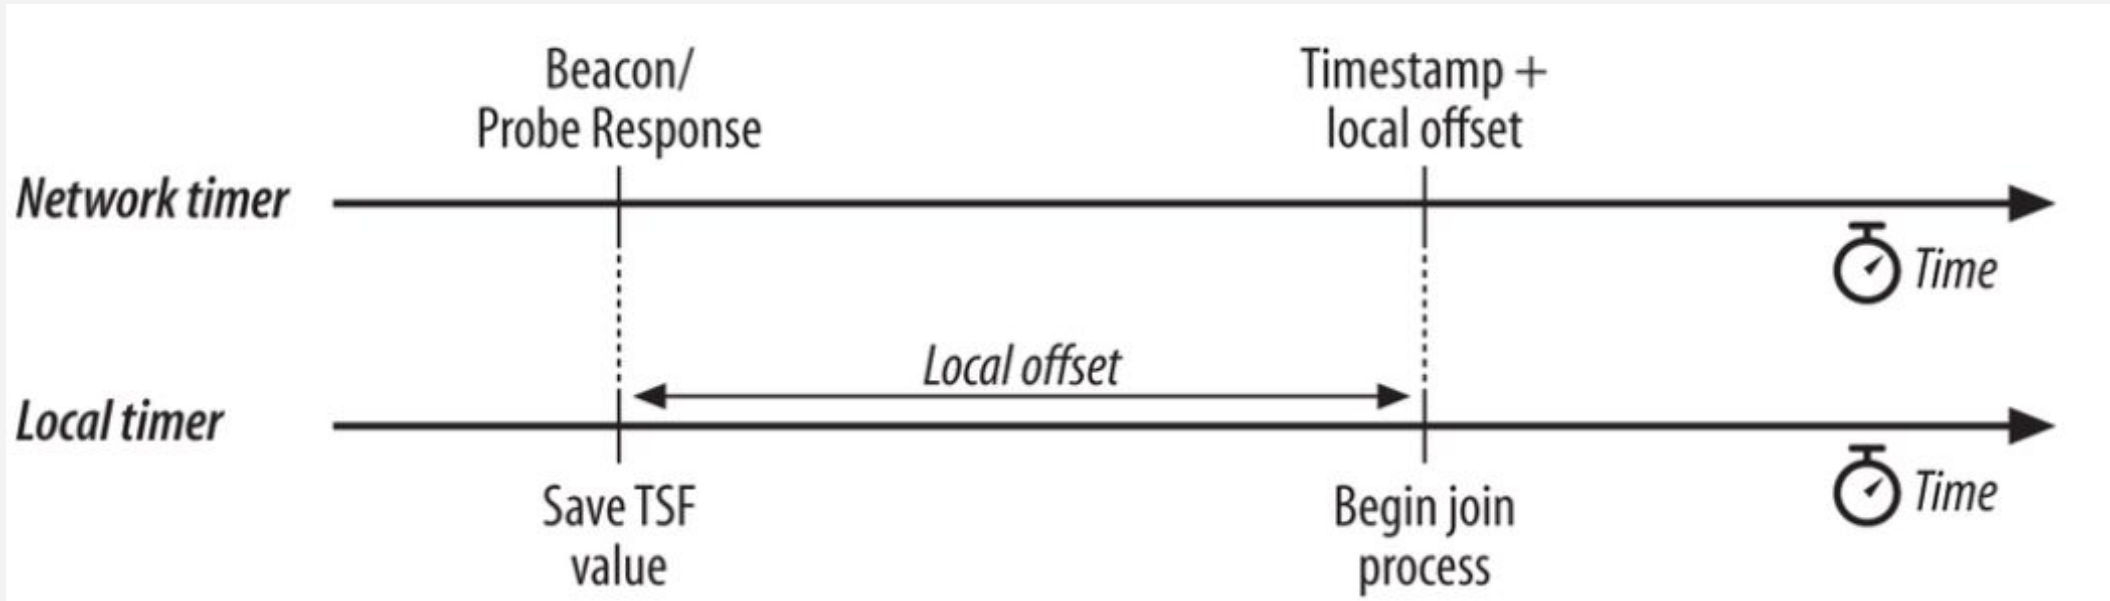 Beacon/
Probe Response
Timestamp +
local offset
Network timer
Time
Local offset
Local timer
Time
Save TSF
value
Begin join
process